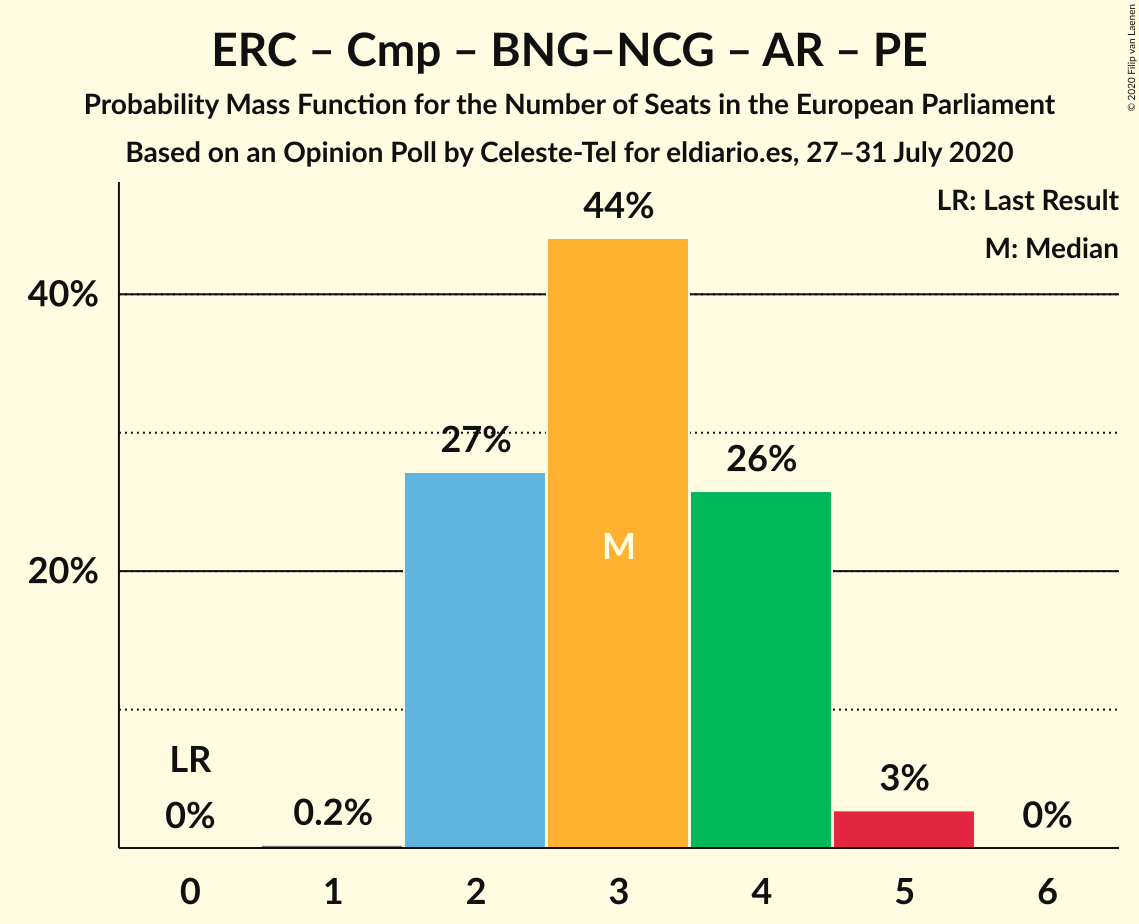 ERC – Cmp – BNG–NCG – AR – PE
Probability Mass Function for the Number of Seats in the European Parliament
Based on an Opinion Poll by Celeste-Tel for eldiario.es, 27–31 July 2020
© 2020 Filip van Laenen
LR: Last Result
M: Median
44%
40%
27%
26%
M
20%
LR
0%
0.2%
3%
0%
0 1 2 3 4 5 6